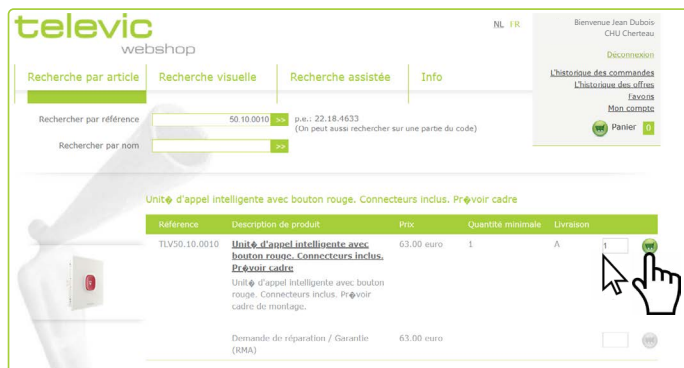 televic
webshop
NL FR
Bienvenue Jean Dubois
CHU Cherteau
Déconnexion
L'historique des commandes
L'historique des offres
Favoris
Mon compte
Panier 0
Recherche par article Recherche visuelle Recherche assistée Info
Rechercher par référence 50.10.0010 >> p.e.: 22.18.4633
(On peut aussi rechercher sur une partie du code)
Rechercher par nom >>
Unit� d'appel intelligente avec bouton rouge. Connecteurs inclus. Pr�voir cadre
Référence Description de produit Prix Quantité minimale Livraison
TLV50.10.0010 Unit� d'appel intelligente avec 63.00 euro 1 A 1
bouton rouge. Connecteurs inclus.
Pr�voir cadre
Unit� d'appel intelligente avec bouton
rouge. Connecteurs inclus. Pr�voir
cadre de montage.
Demande de réparation / Garantie 63.00 euro
(RMA)